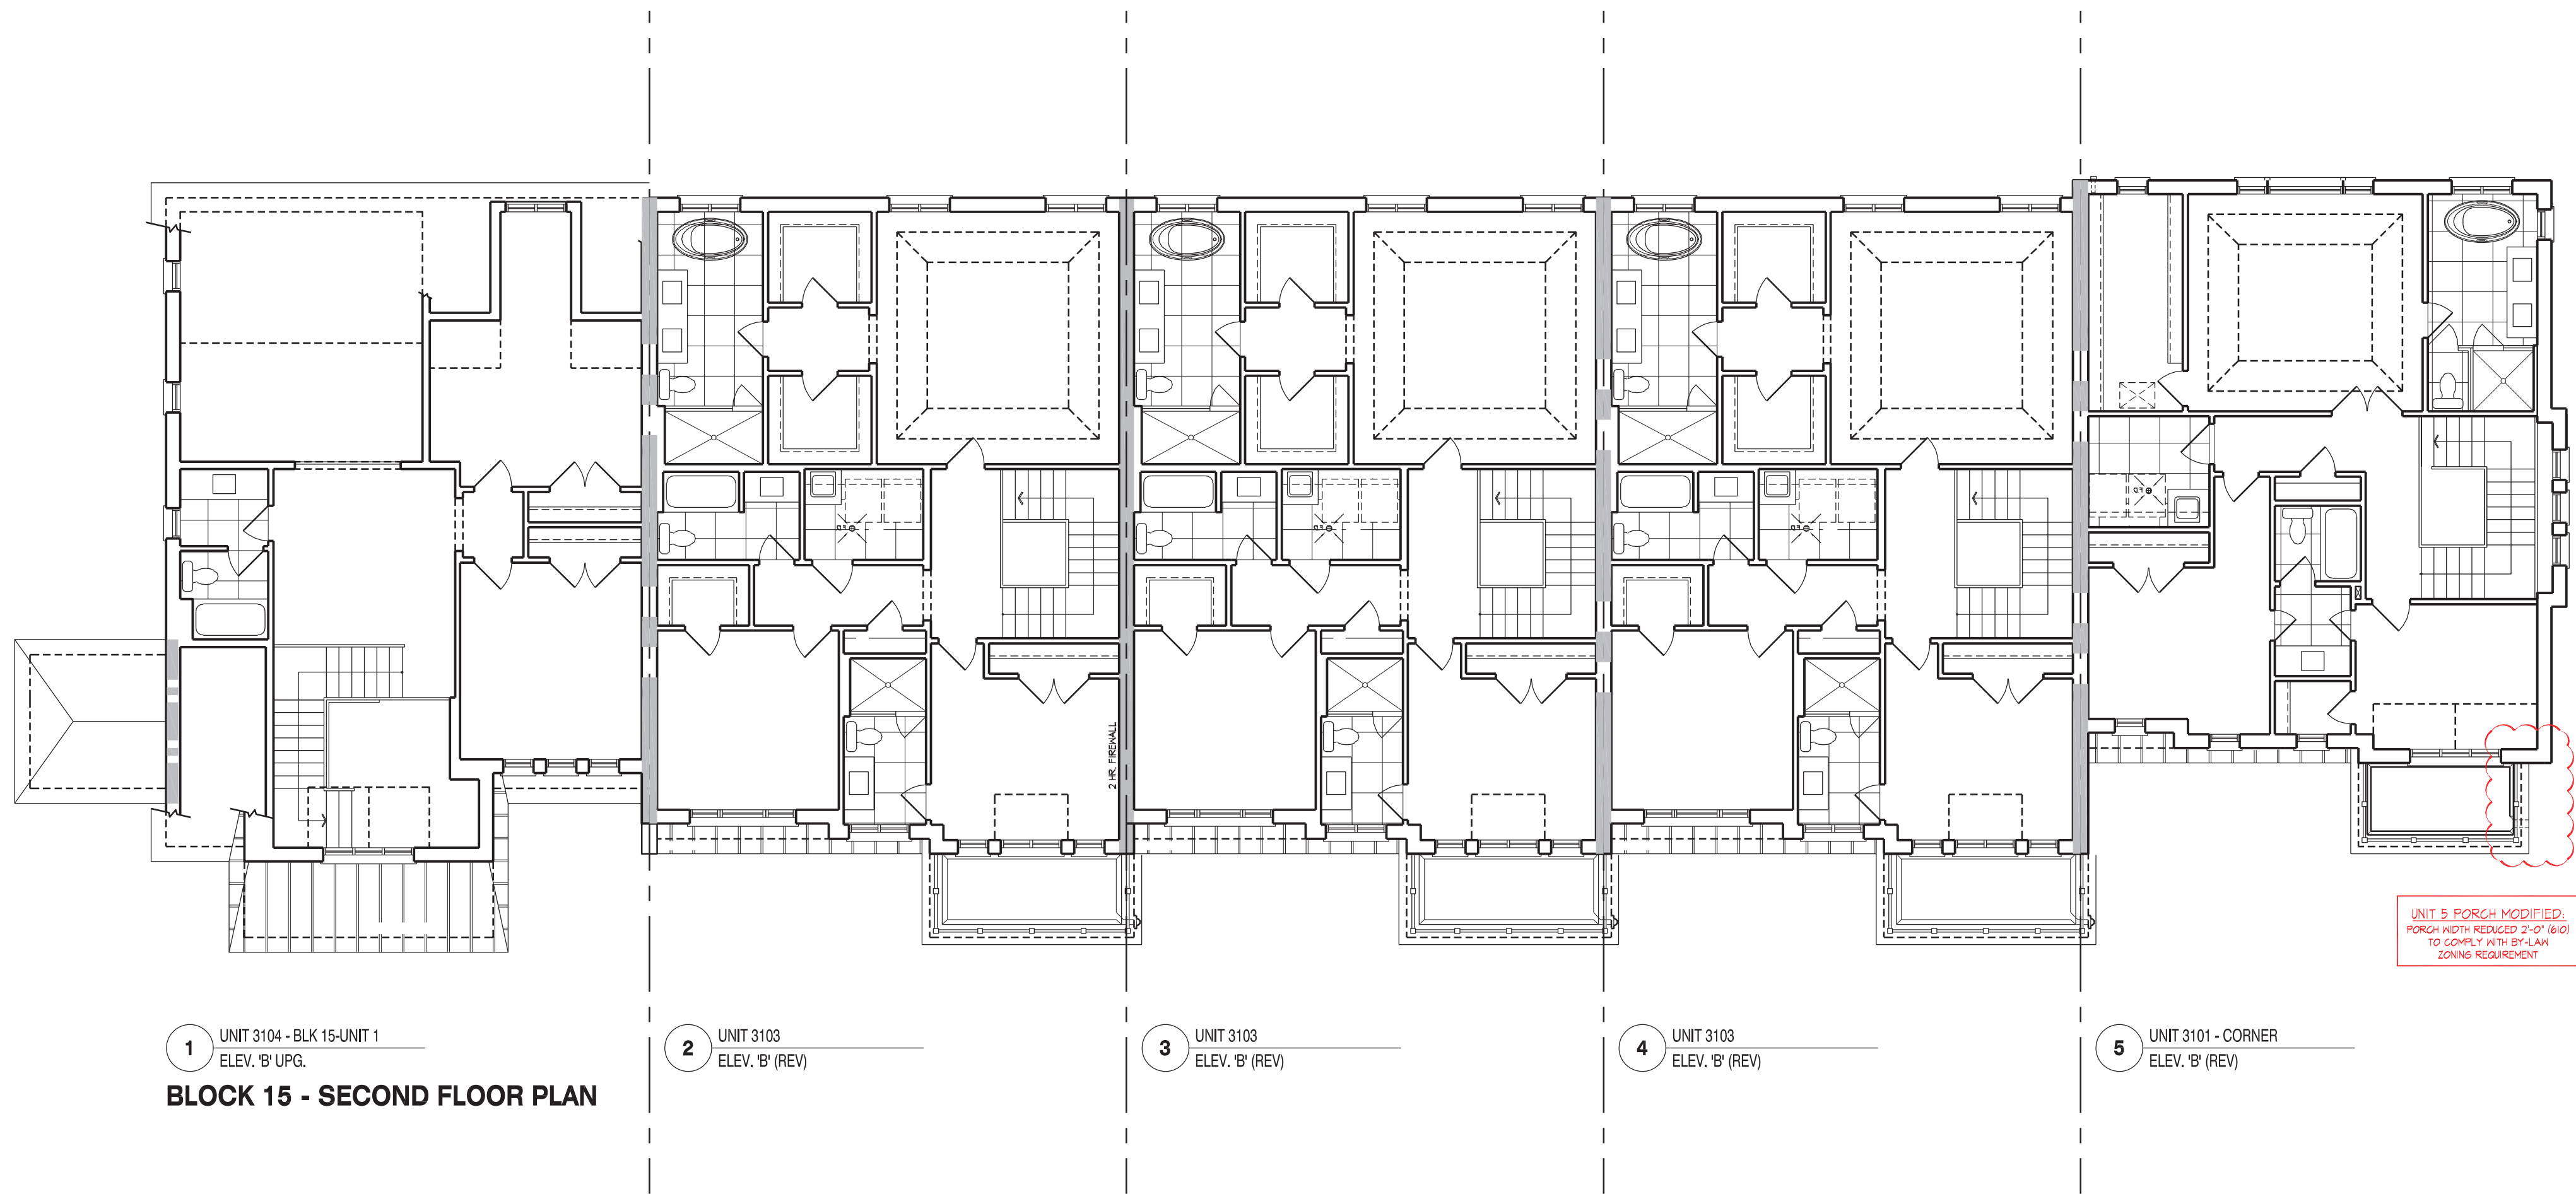 2 HR. FIREWALL
UNIT 5 PORCH MODIFIED:
PORCH WIDTH REDUCED 2'-0" (610)
TO COMPLY WITH BY-LAW
ZONING REQUIREMENT
1
UNIT 3104 - BLK 15-UNIT 1
ELEV. 'B' UPG.
2
UNIT 3103
ELEV. 'B' (REV)
3
UNIT 3103
ELEV. 'B' (REV)
4
UNIT 3103
ELEV. 'B' (REV)
5
UNIT 3101 - CORNER
ELEV. 'B' (REV)
BLOCK 15 - SECOND FLOOR PLAN